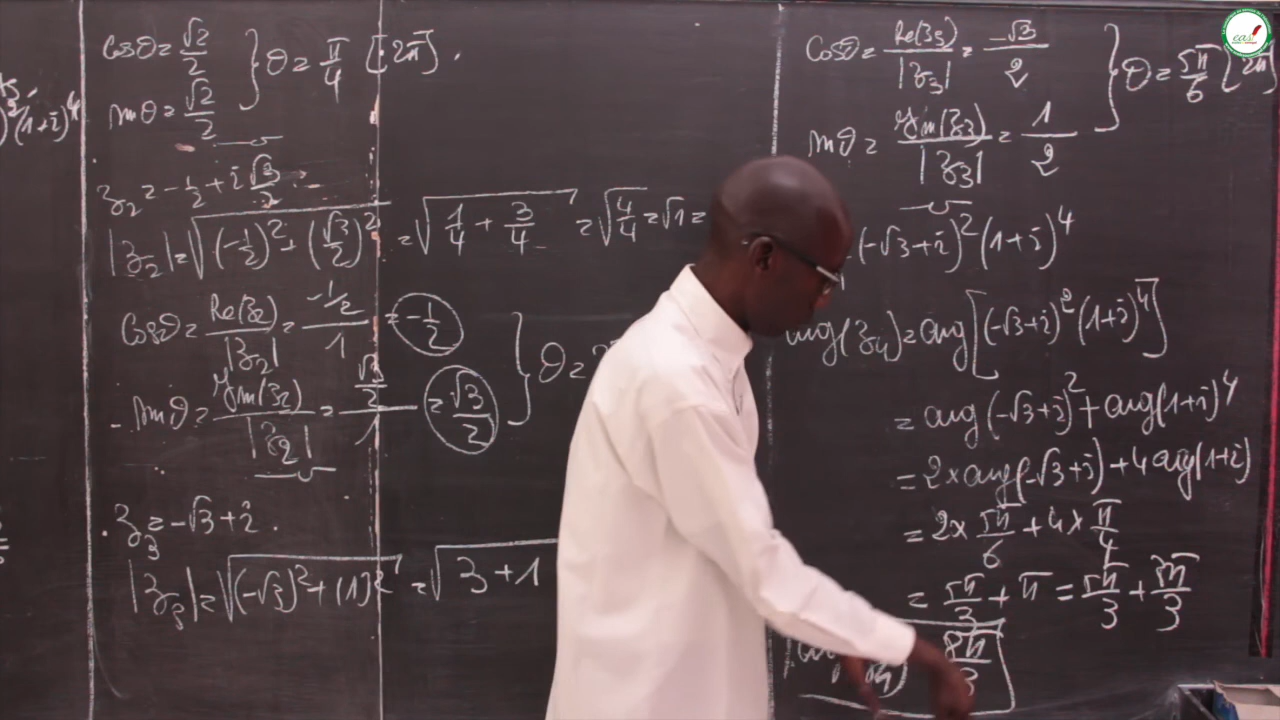 cosθ = √2/2 } θ = π/4 [2π].
sinθ = √2/2
z₂ = -1/2 + i √3/2
|z₂| = √((-1/2)² + (√3/2)²) = √(1/4 + 3/4) = √(4/4) = √1 =
cosθ = Re(z₂)/|z₂| = (-1/2)/1 = -1/2
sinθ = Im(z₂)/|z₂| = (√3/2)/1 = √3/2 } θ =
z₃ = -√3 + i.
|z₃| = √((-√3)² + (1)²) = √(3+1
(1+i)⁴
cosθ = Re(z₃)/|z₃| = -√3/2 } θ = 5π/6 [2π]
sinθ = Im(z₃)/|z₃| = 1/2
(-√3+i)² (1+i)⁴
arg(z₄) = arg[(-√3+i)² (1+i)⁴]
= arg(-√3+i)² + arg(1+i)⁴
= 2×arg(-√3+i) + 4 arg(1+i)
= 2× 5π/6 + 4× π/4
= 5π/3 + π = 5π/3 + 3π/3
8π/3
eas!